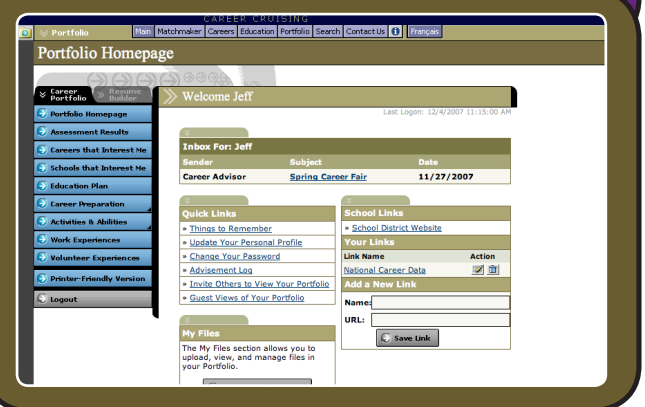 CAREER CRUISING
Portfolio
Main Matchmaker Careers Education Portfolio Search Contact Us i Français
Portfolio Homepage
Career Portfolio
Resume Builder
Welcome Jeff
Last Logon: 12/4/2007 11:15:00 AM
Portfolio Homepage
Assessment Results
Careers that Interest Me
Schools that Interest Me
Education Plan
Career Preparation
Activities & Abilities
Work Experiences
Volunteer Experiences
Printer-Friendly Version
Logout
Inbox For: Jeff
Sender Subject Date
Career Advisor Spring Career Fair 11/27/2007
Quick Links
» Things to Remember
» Update Your Personal Profile
» Change Your Password
» Advisement Log
» Invite Others to View Your Portfolio
» Guest Views of Your Portfolio
School Links
» School District Website
Your Links
Link Name Action
National Career Data
Add a New Link
Name:
URL:
Save Link
My Files
The My Files section allows you to
upload, view, and manage files in
your Portfolio.